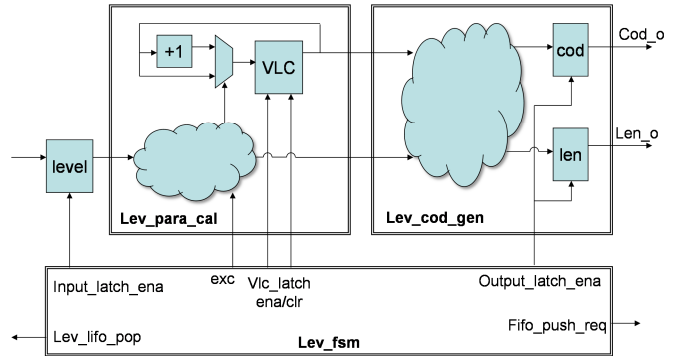 +1
VLC
cod
Cod_o
level
len
Len_o
Lev_para_cal
Lev_cod_gen
Input_latch_ena
exc
Vlc_latch
ena/clr
Output_latch_ena
Lev_lifo_pop
Lev_fsm
Fifo_push_req